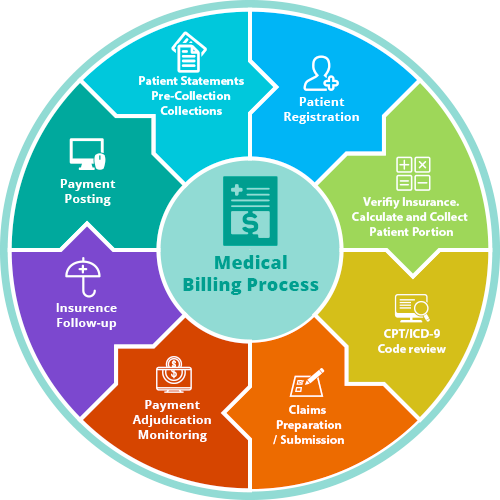 Patient Statements
Pre-Collection
Collections
Patient
Registration
Verifiy Insurance.
Calculate and Collect
Patient Portion
CPT/ICD-9
Code review
Claims
Preparation
/ Submission
Payment
Adjudication
Monitoring
Insurence
Follow-up
Payment
Posting
$
Medical
Billing Process